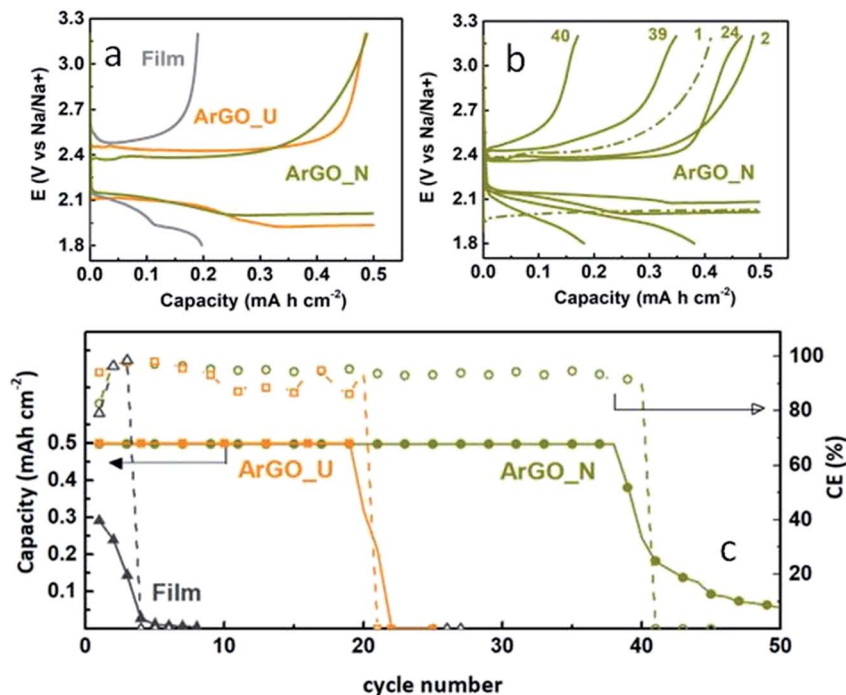 a
Film
ArGO_U
ArGO_N
E (V vs Na/Na+)
3.3
3.0
2.7
2.4
2.1
1.8
0.0 0.1 0.2 0.3 0.4 0.5
Capacity (mA h cm-2)
b
40 39 1 24 2
ArGO_N
E (V vs Na/Na+)
3.3
3.0
2.7
2.4
2.1
1.8
0.0 0.1 0.2 0.3 0.4 0.5
Capacity (mA h cm-2)
Capacity (mAh cm-2)
0.5
0.4
0.3
0.2
0.1
ArGO_U
ArGO_N
Film
c
100
80
60
40
20
CE (%)
0 10 20 30 40 50
cycle number